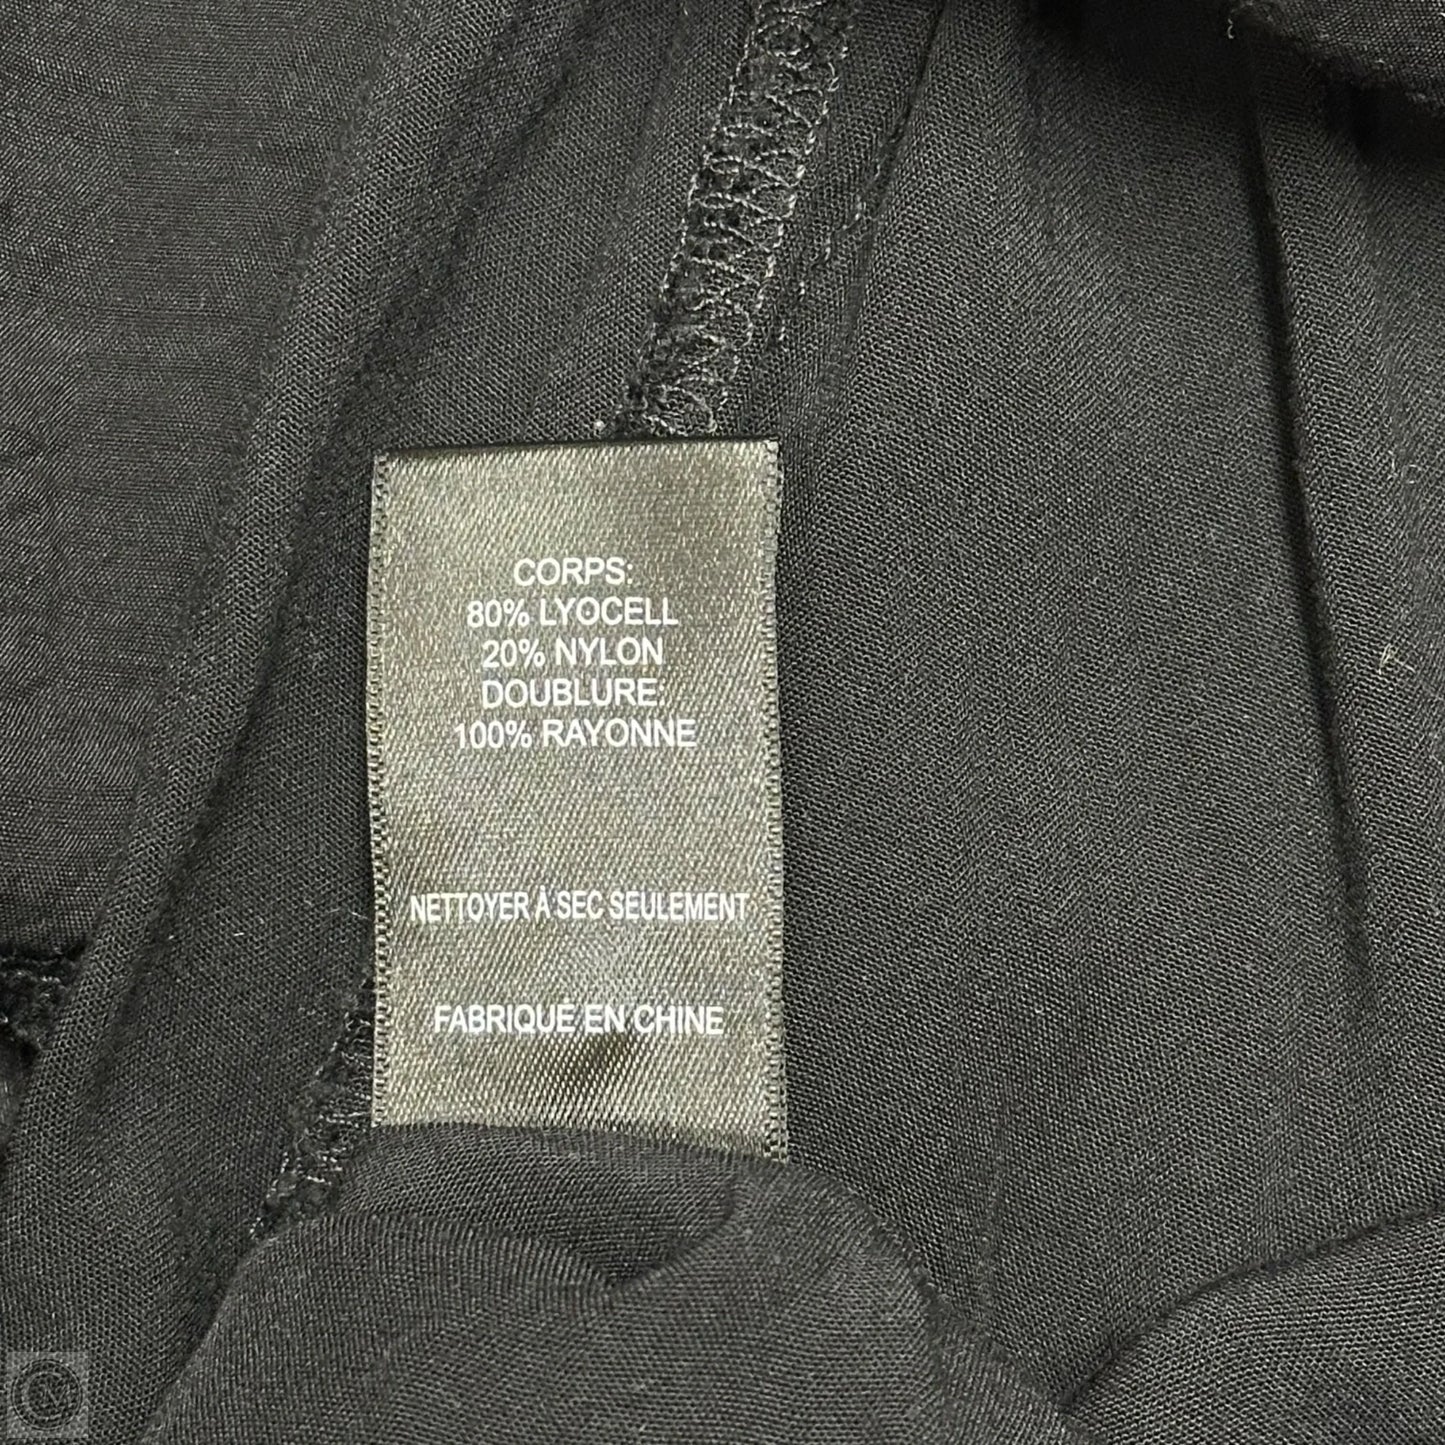 CORPS:
80% LYOCELL
20% NYLON
DOUBLURE:
100% RAYONNE
NETTOYER À SEC SEULEMENT
FABRIQUÉ EN CHINE